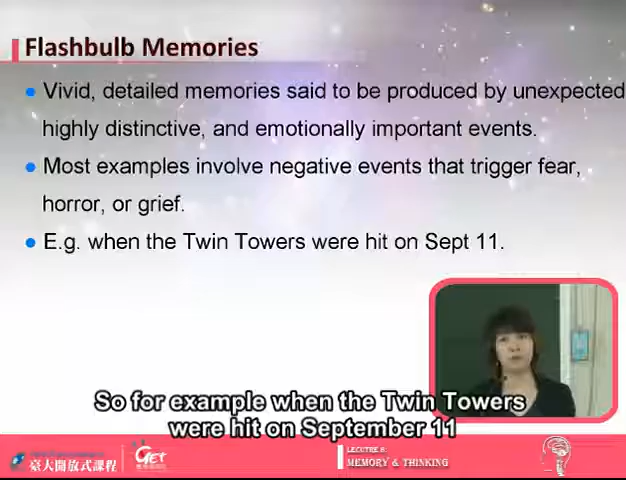 Flashbulb Memories
Vivid, detailed memories said to be produced by unexpected
highly distinctive, and emotionally important events.
Most examples involve negative events that trigger fear,
horror, or grief.
E.g. when the Twin Towers were hit on Sept 11.
So for example when the Twin Towers
were hit on September 11
臺大開放式課程
GET
LECUTRE 8:
MEMORY & THINKING